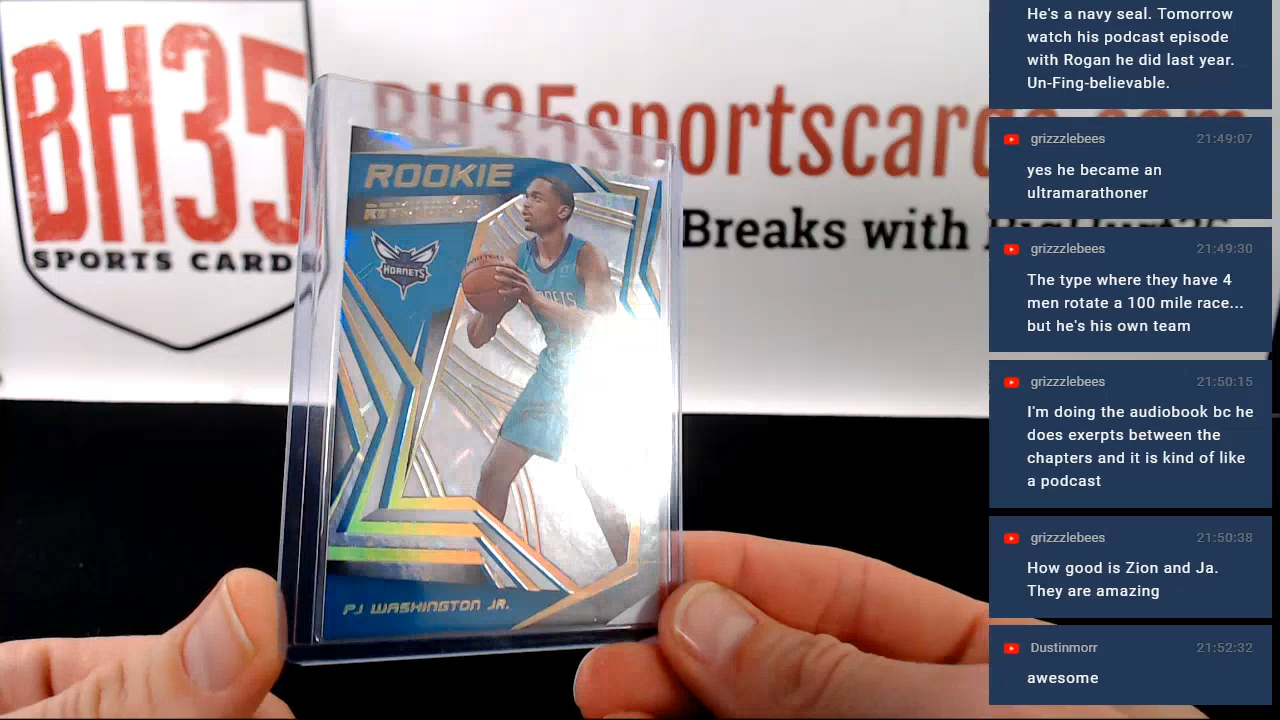 BH35
SPORTS CARDS
BH35sportscards.com
Breaks with
ROOKIE
HORNETS
PJ WASHINGTON JR.
He's a navy seal. Tomorrow
watch his podcast episode
with Rogan he did last year.
Un-Fing-believable.
grizzzlebees 21:49:07
yes he became an
ultramarathoner
grizzzlebees 21:49:30
The type where they have 4
men rotate a 100 mile race...
but he's his own team
grizzzlebees 21:50:15
I'm doing the audiobook bc he
does exerpts between the
chapters and it is kind of like
a podcast
grizzzlebees 21:50:38
How good is Zion and Ja.
They are amazing
Dustinmorr 21:52:32
awesome